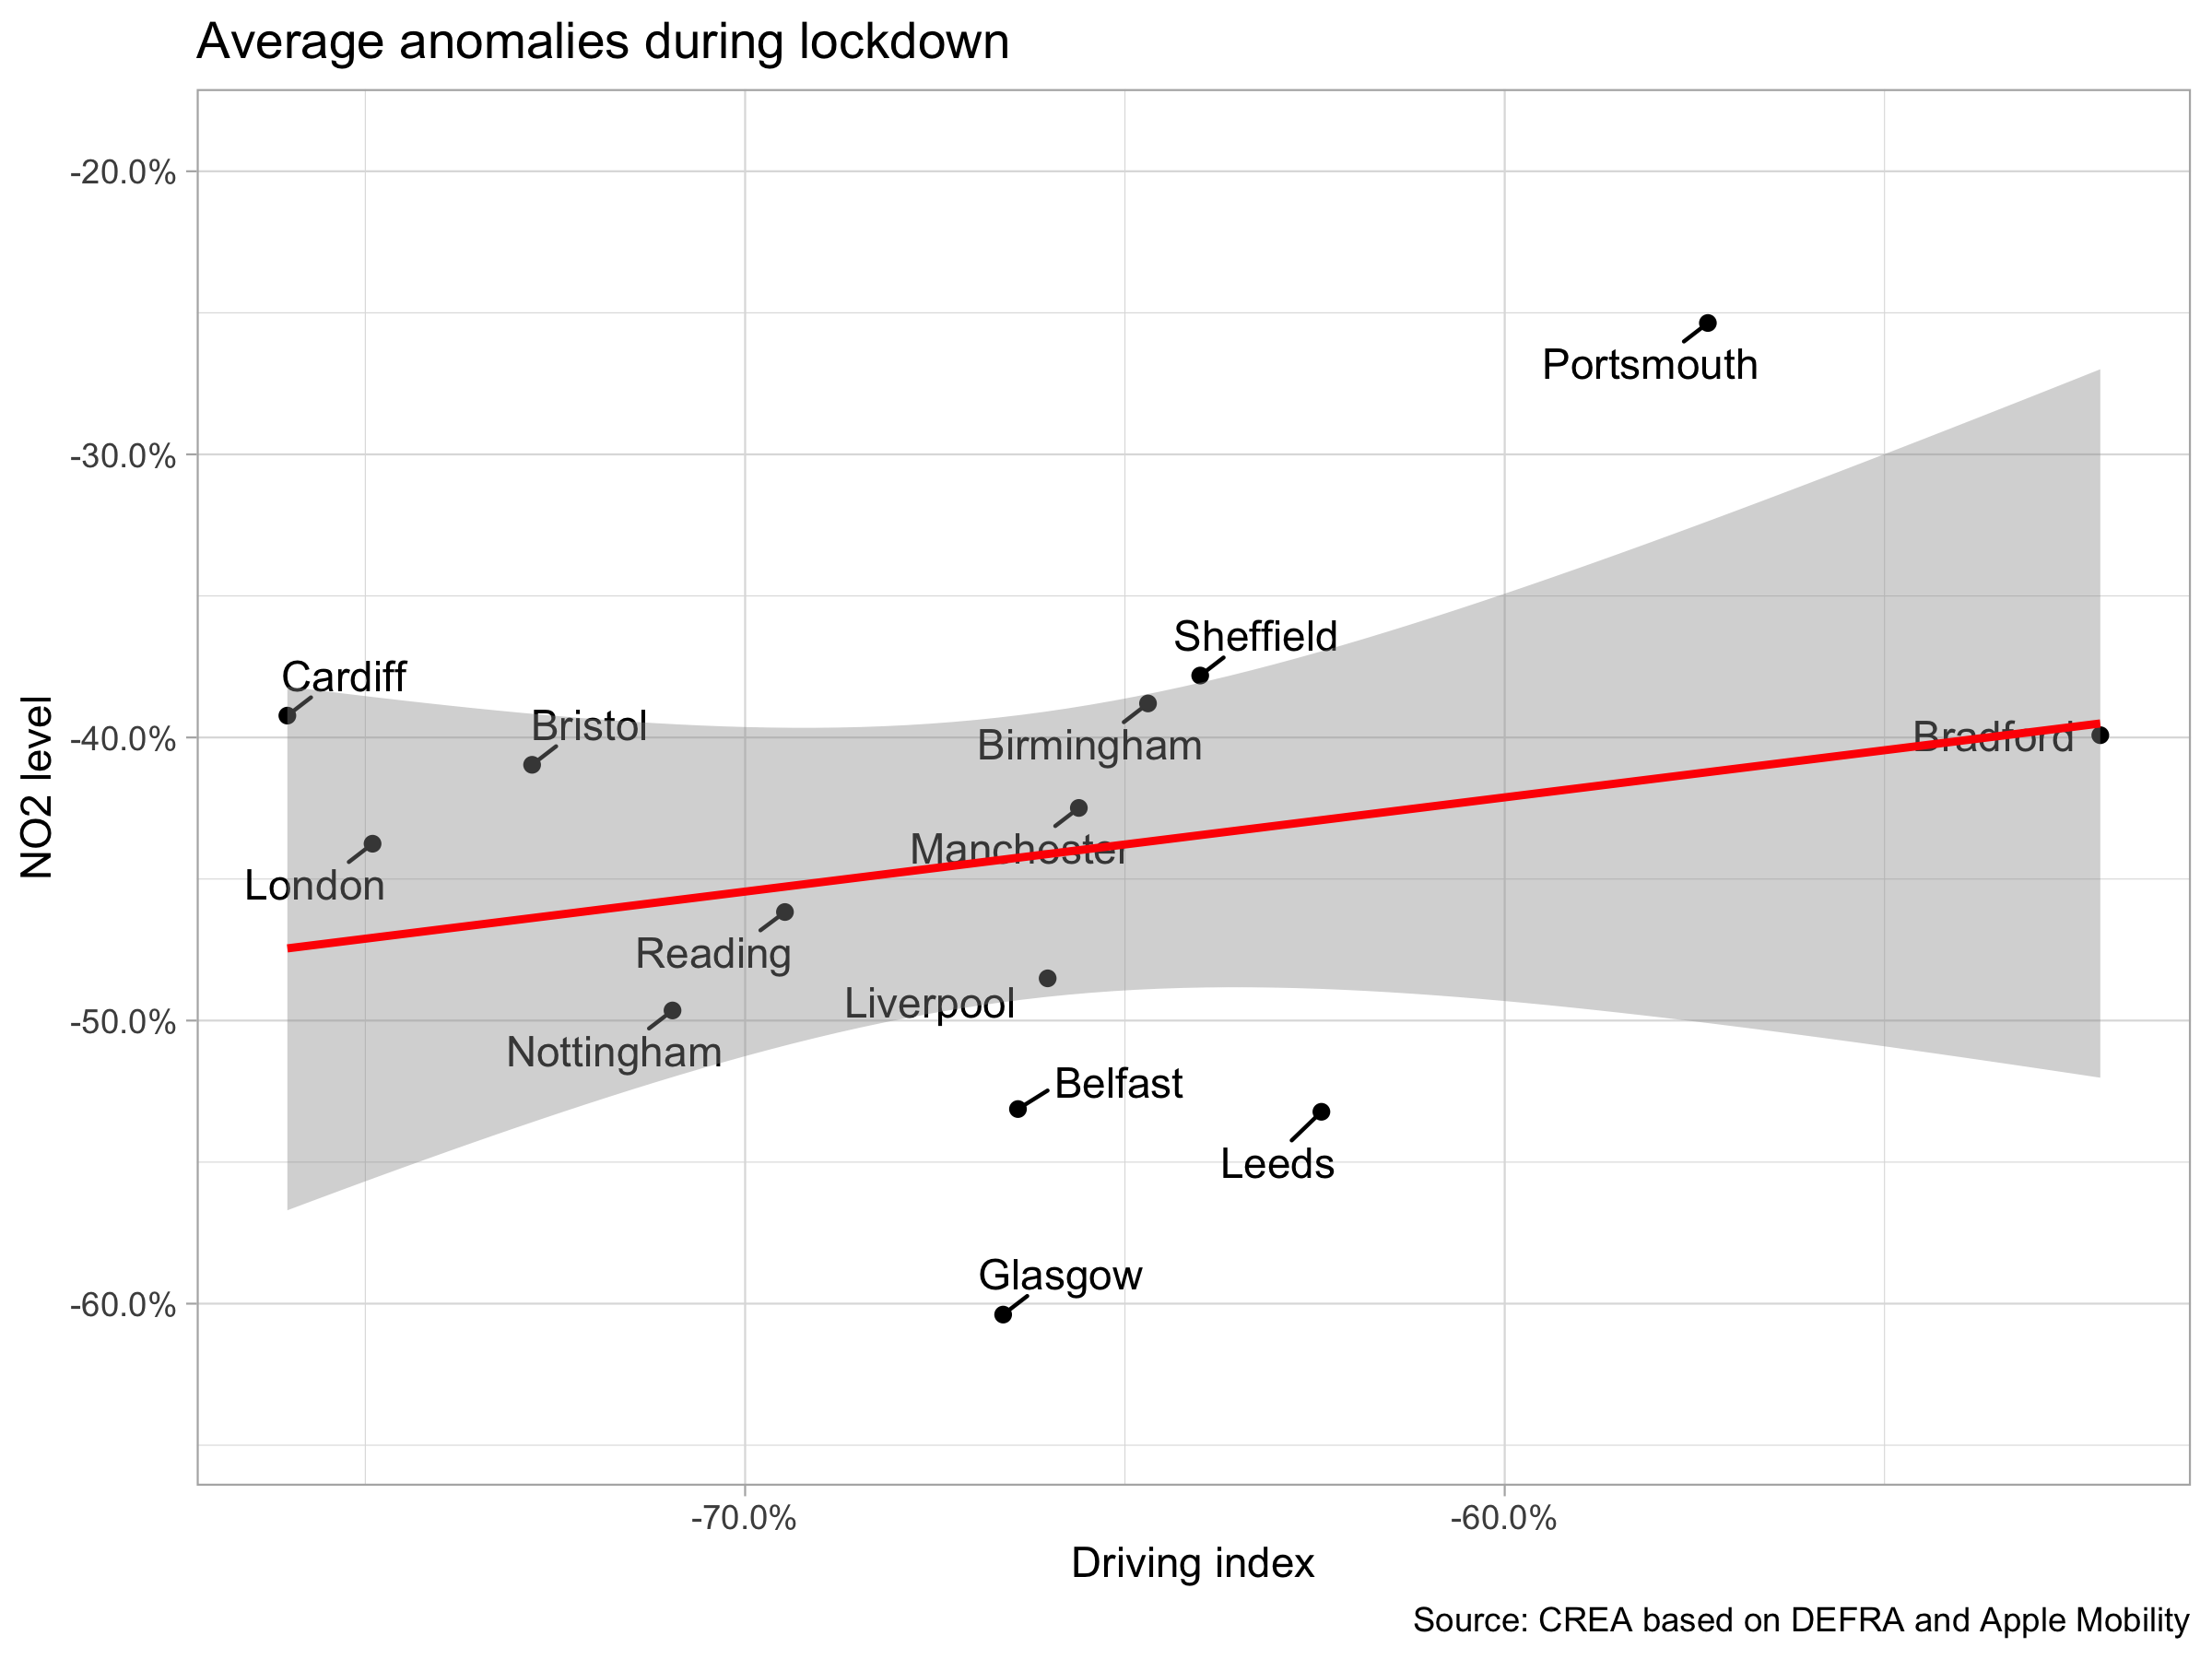 Average anomalies during lockdown
-20.0%
-30.0%
-40.0%
-50.0%
-60.0%
NO2 level
Portsmouth
Sheffield
Cardiff
Bristol
Birmingham
Bradford
Manchester
London
Reading
Liverpool
Nottingham
Belfast
Leeds
Glasgow
-70.0%
-60.0%
Driving index
Source: CREA based on DEFRA and Apple Mobility